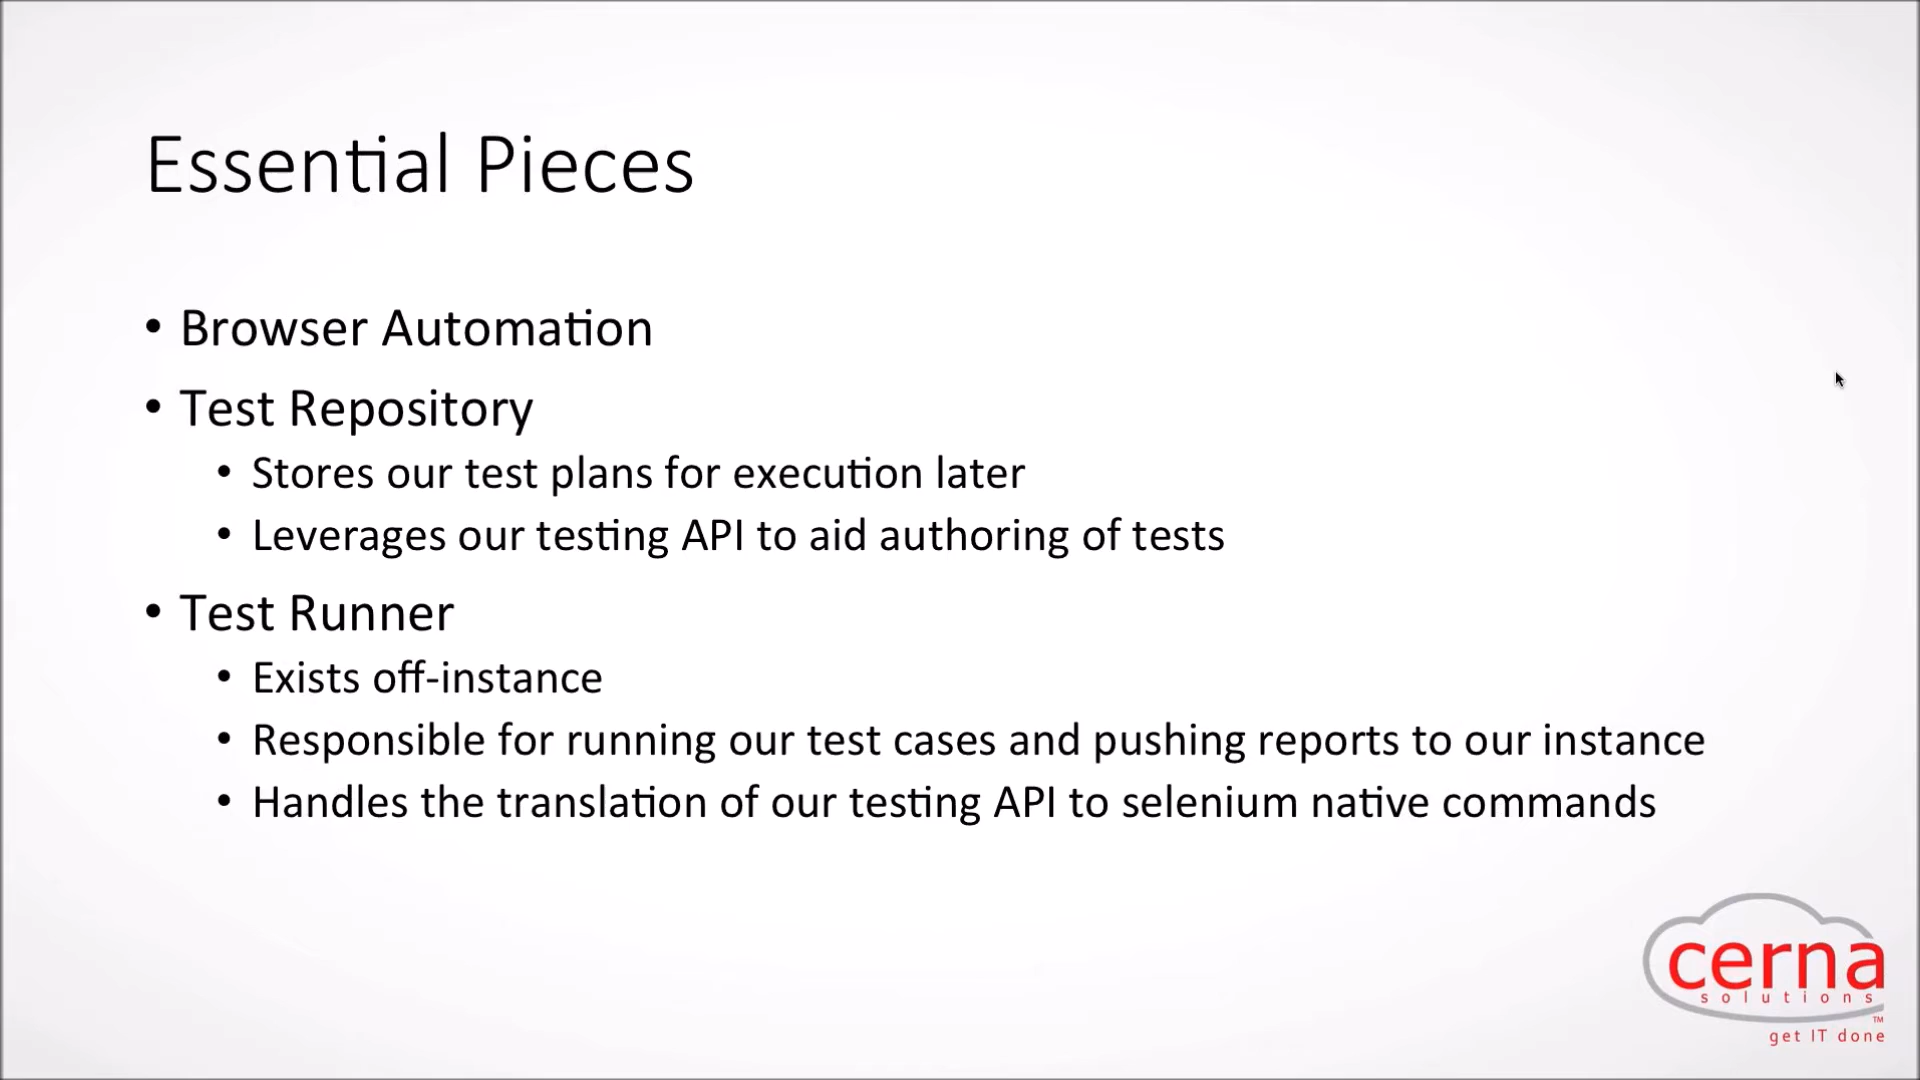 Essential Pieces
• Browser Automation
• Test Repository
• Stores our test plans for execution later
• Leverages our testing API to aid authoring of tests
• Test Runner
• Exists off-instance
• Responsible for running our test cases and pushing reports to our instance
• Handles the translation of our testing API to selenium native commands
cerna
solutions
TM
get IT done